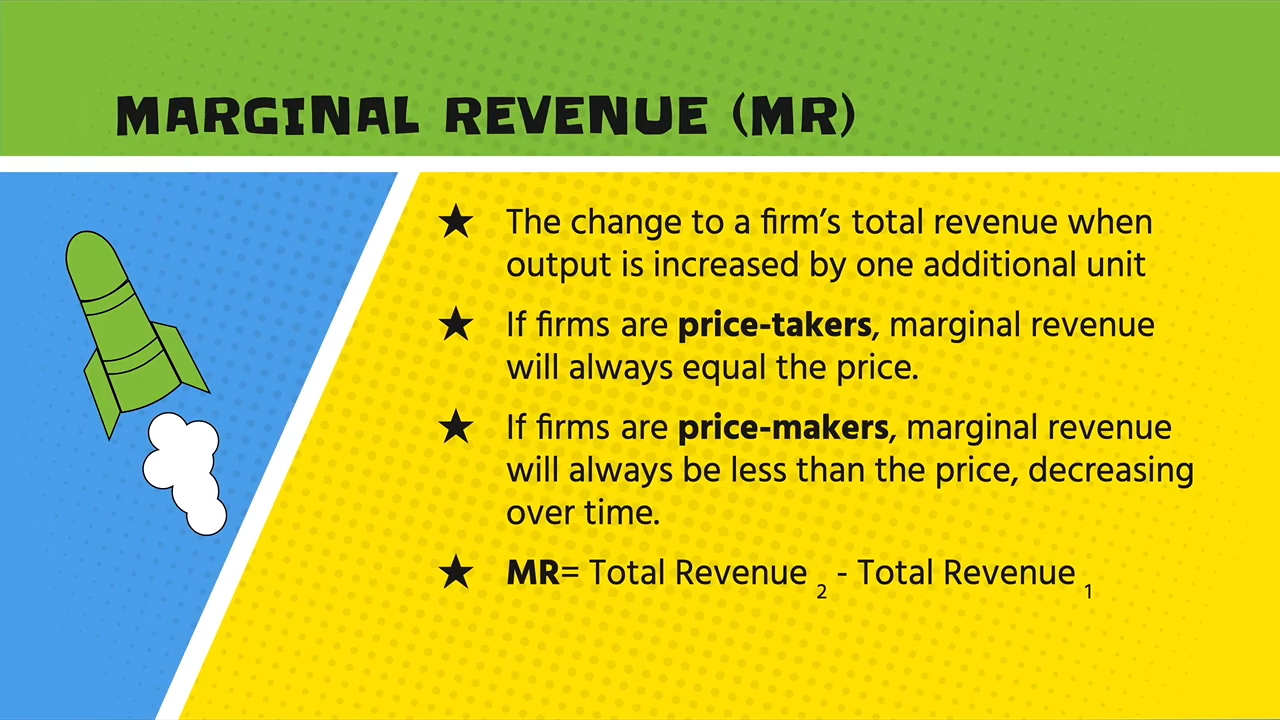 MARGINAL REVENUE (MR)
★ The change to a firm’s total revenue when
output is increased by one additional unit
★ If firms are price-takers, marginal revenue
will always equal the price.
★ If firms are price-makers, marginal revenue
will always be less than the price, decreasing
over time.
★ MR= Total Revenue 2 - Total Revenue 1